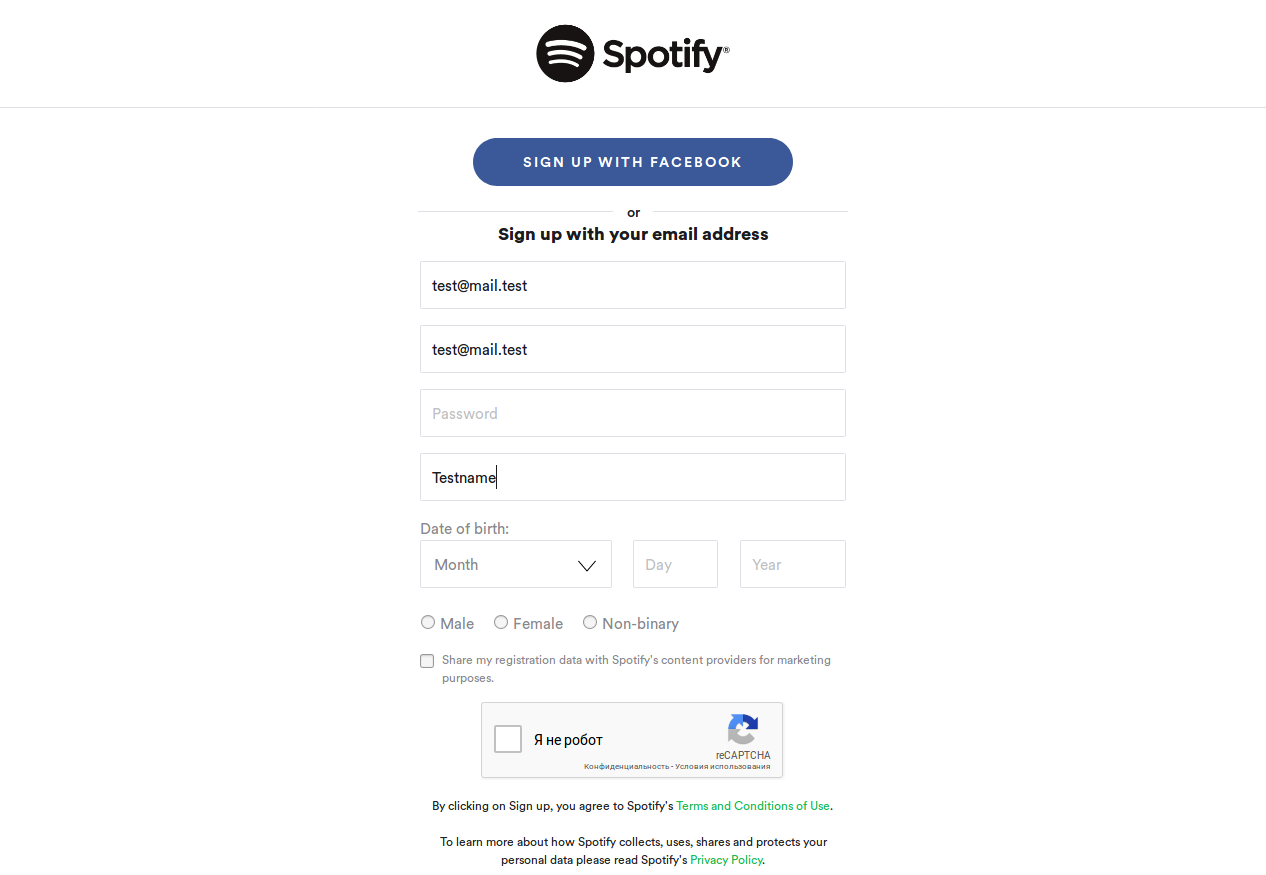 Spotify®
SIGN UP WITH FACEBOOK
or
Sign up with your email address
test@mail.test
test@mail.test
Password
Testname
Date of birth:
Month Day Year
Male Female Non-binary
Share my registration data with Spotify's content providers for marketing
purposes.
Я не робот
reCAPTCHA
Конфиденциальность - Условия использования
By clicking on Sign up, you agree to Spotify's Terms and Conditions of Use.
To learn more about how Spotify collects, uses, shares and protects your
personal data please read Spotify's Privacy Policy.